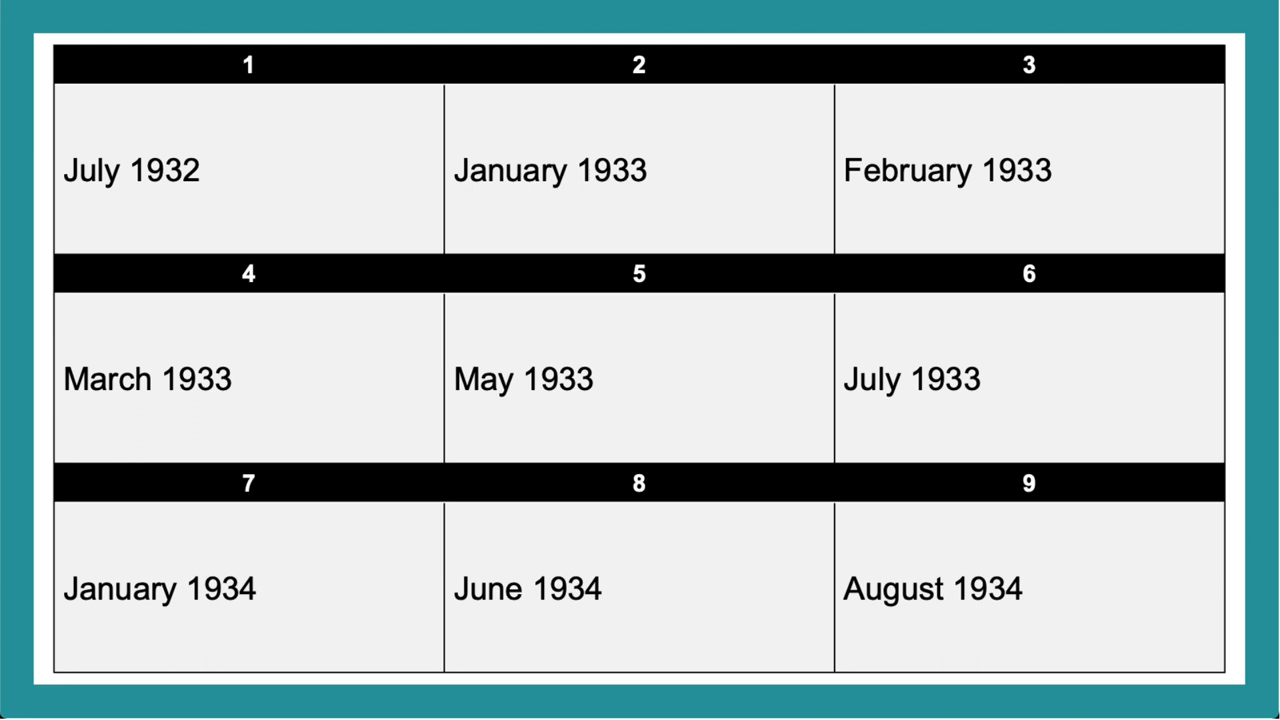 1
2
3
July 1932
January 1933
February 1933
4
5
6
March 1933
May 1933
July 1933
7
8
9
January 1934
June 1934
August 1934